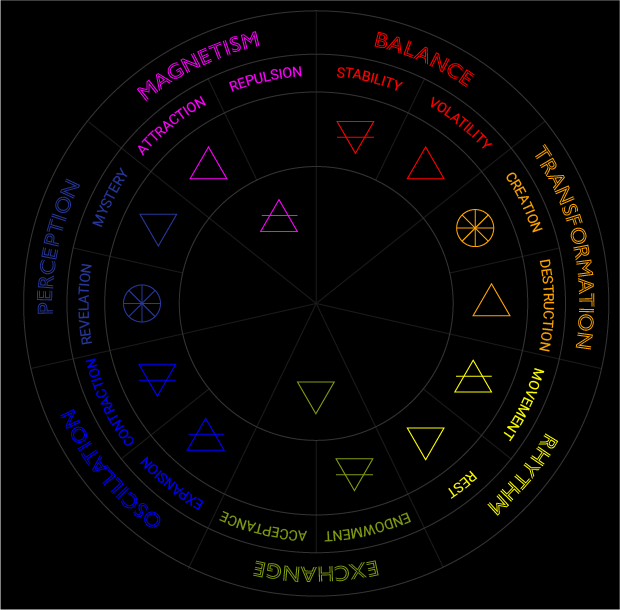 MAGNETISM
REPULSION
ATTRACTION
BALANCE
STABILITY
VOLATILITY
TRANSFORMATION
CREATION
DESTRUCTION
RHYTHM
MOVEMENT
REST
EXCHANGE
ENDOWMENT
ACCEPTANCE
OSCILLATION
EXPANSION
CONTRACTION
PERCEPTION
REVELATION
MYSTERY